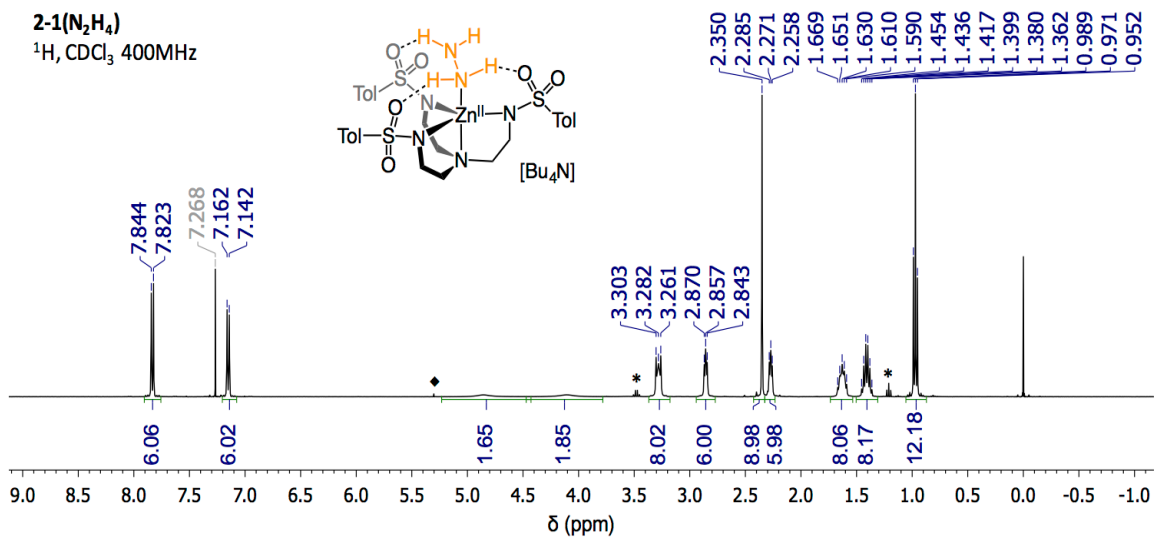 2-1(N₂H₄)
¹H, CDCl₃ 400MHz
H
H
N
O
S
O
H
N
H
O
S
O
Tol
N
N
O
Zn
II
Tol
S
N
Tol
O
N
[Bu₄N]
7.844
7.823
7.268
7.162
7.142
3.303
3.282
3.261
2.870
2.857
2.843
2.350
2.285
2.271
2.258
1.669
1.651
1.630
1.610
1.590
1.454
1.436
1.417
1.399
1.380
1.362
0.989
0.971
0.952
◆
*
*
6.06
6.02
1.65
1.85
8.02
6.00
8.98
5.98
8.06
8.17
12.18
9.0 8.5 8.0 7.5 7.0 6.5 6.0 5.5 5.0 4.5 4.0 3.5 3.0 2.5 2.0 1.5 1.0 0.5 0.0 -0.5 -1.0
δ (ppm)